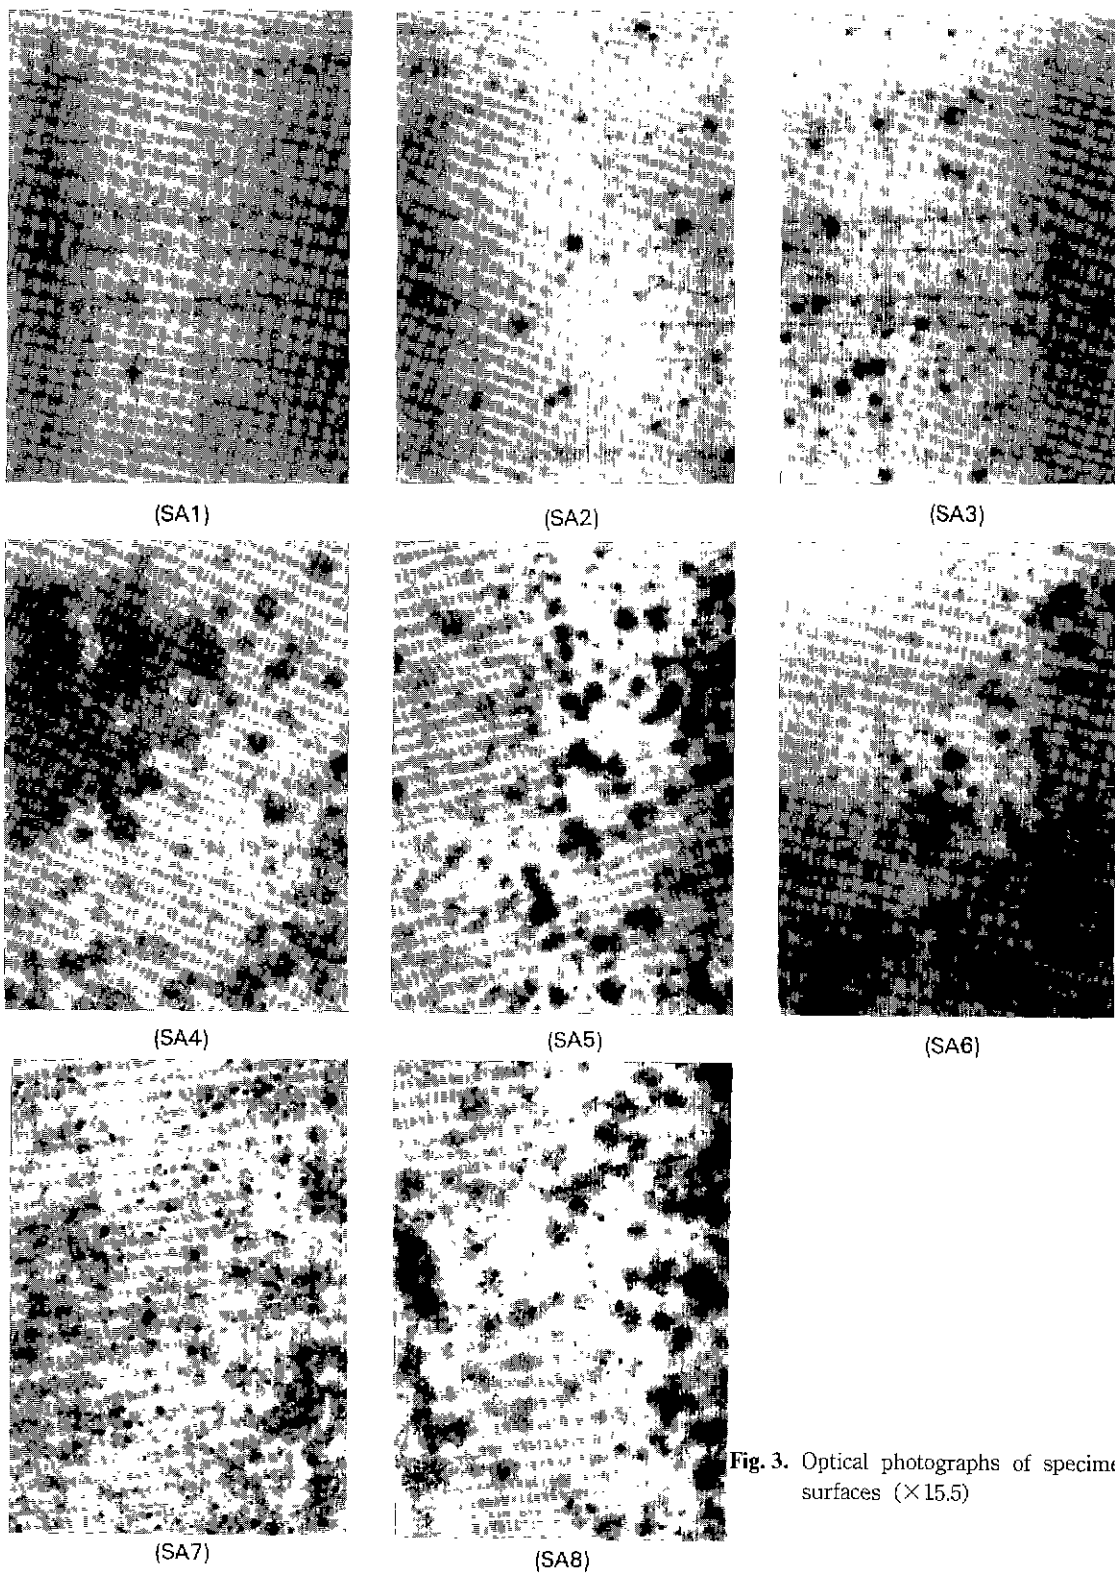 (SA1)
(SA2)
(SA3)
(SA4)
(SA5)
(SA6)
(SA7)
(SA8)
Fig. 3. Optical photographs of specime
surfaces (×15.5)